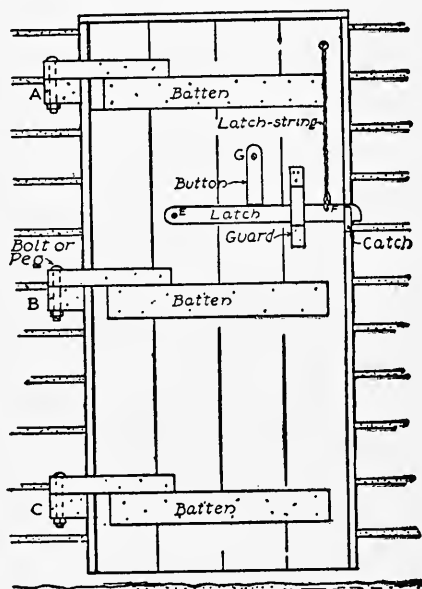 A
Batten
Latch-string
G
Button
E
Latch
F
Guard
Catch
Bolt or
Peg
B
Batten
C
Batten